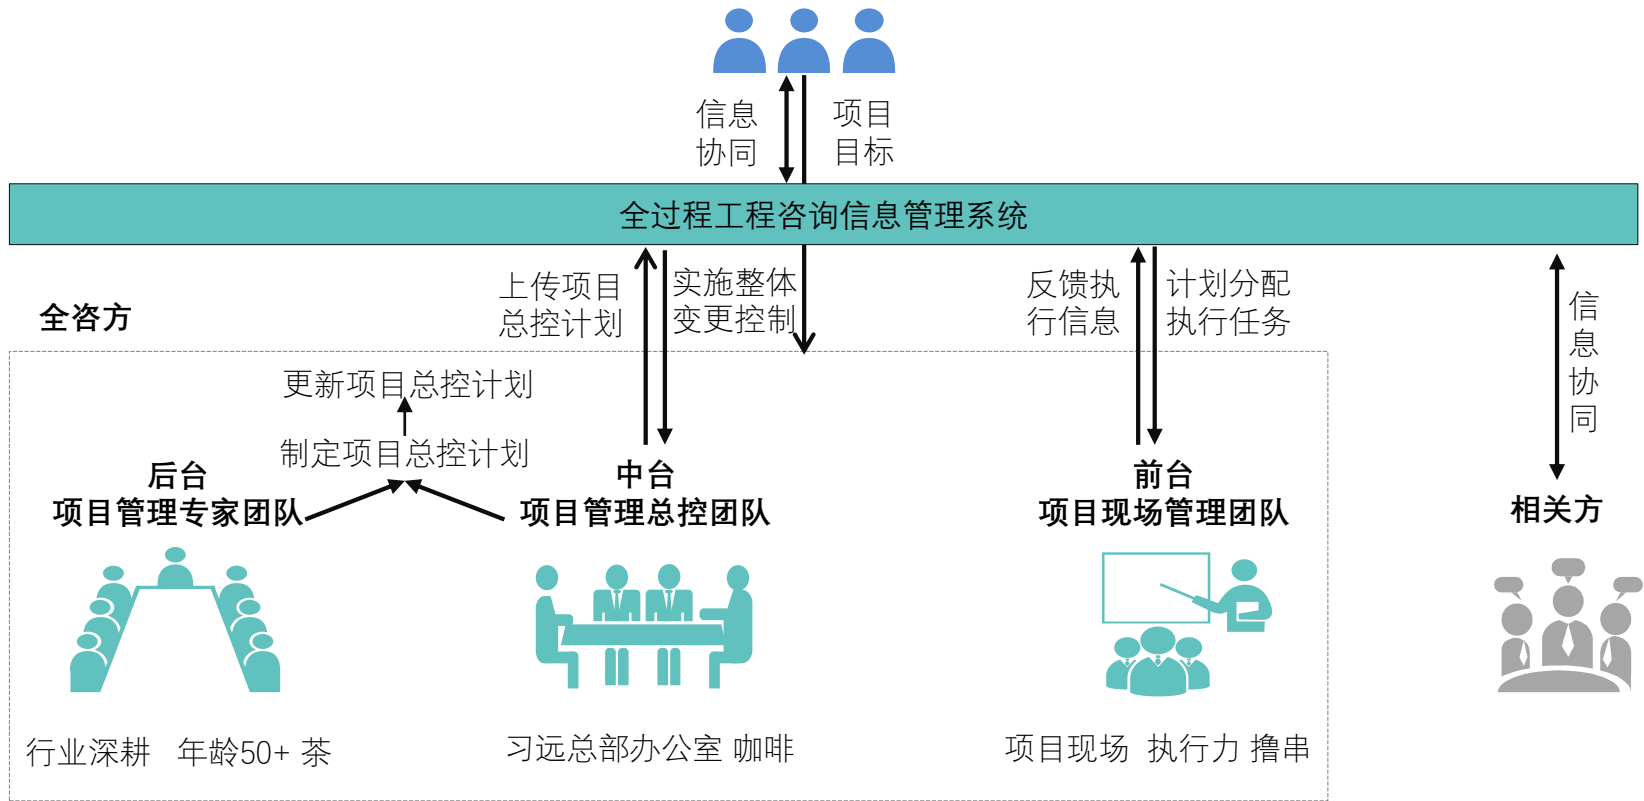 信息
协同
项目
目标
全过程工程咨询信息管理系统
上传项目
总控计划
实施整体
变更控制
反馈执
行信息
计划分配
执行任务
信
息
协
同
全咨方
更新项目总控计划
制定项目总控计划
后台
项目管理专家团队
中台
项目管理总控团队
前台
项目现场管理团队
相关方
行业深耕 年龄50+ 茶
习远总部办公室 咖啡
项目现场 执行力 撸串